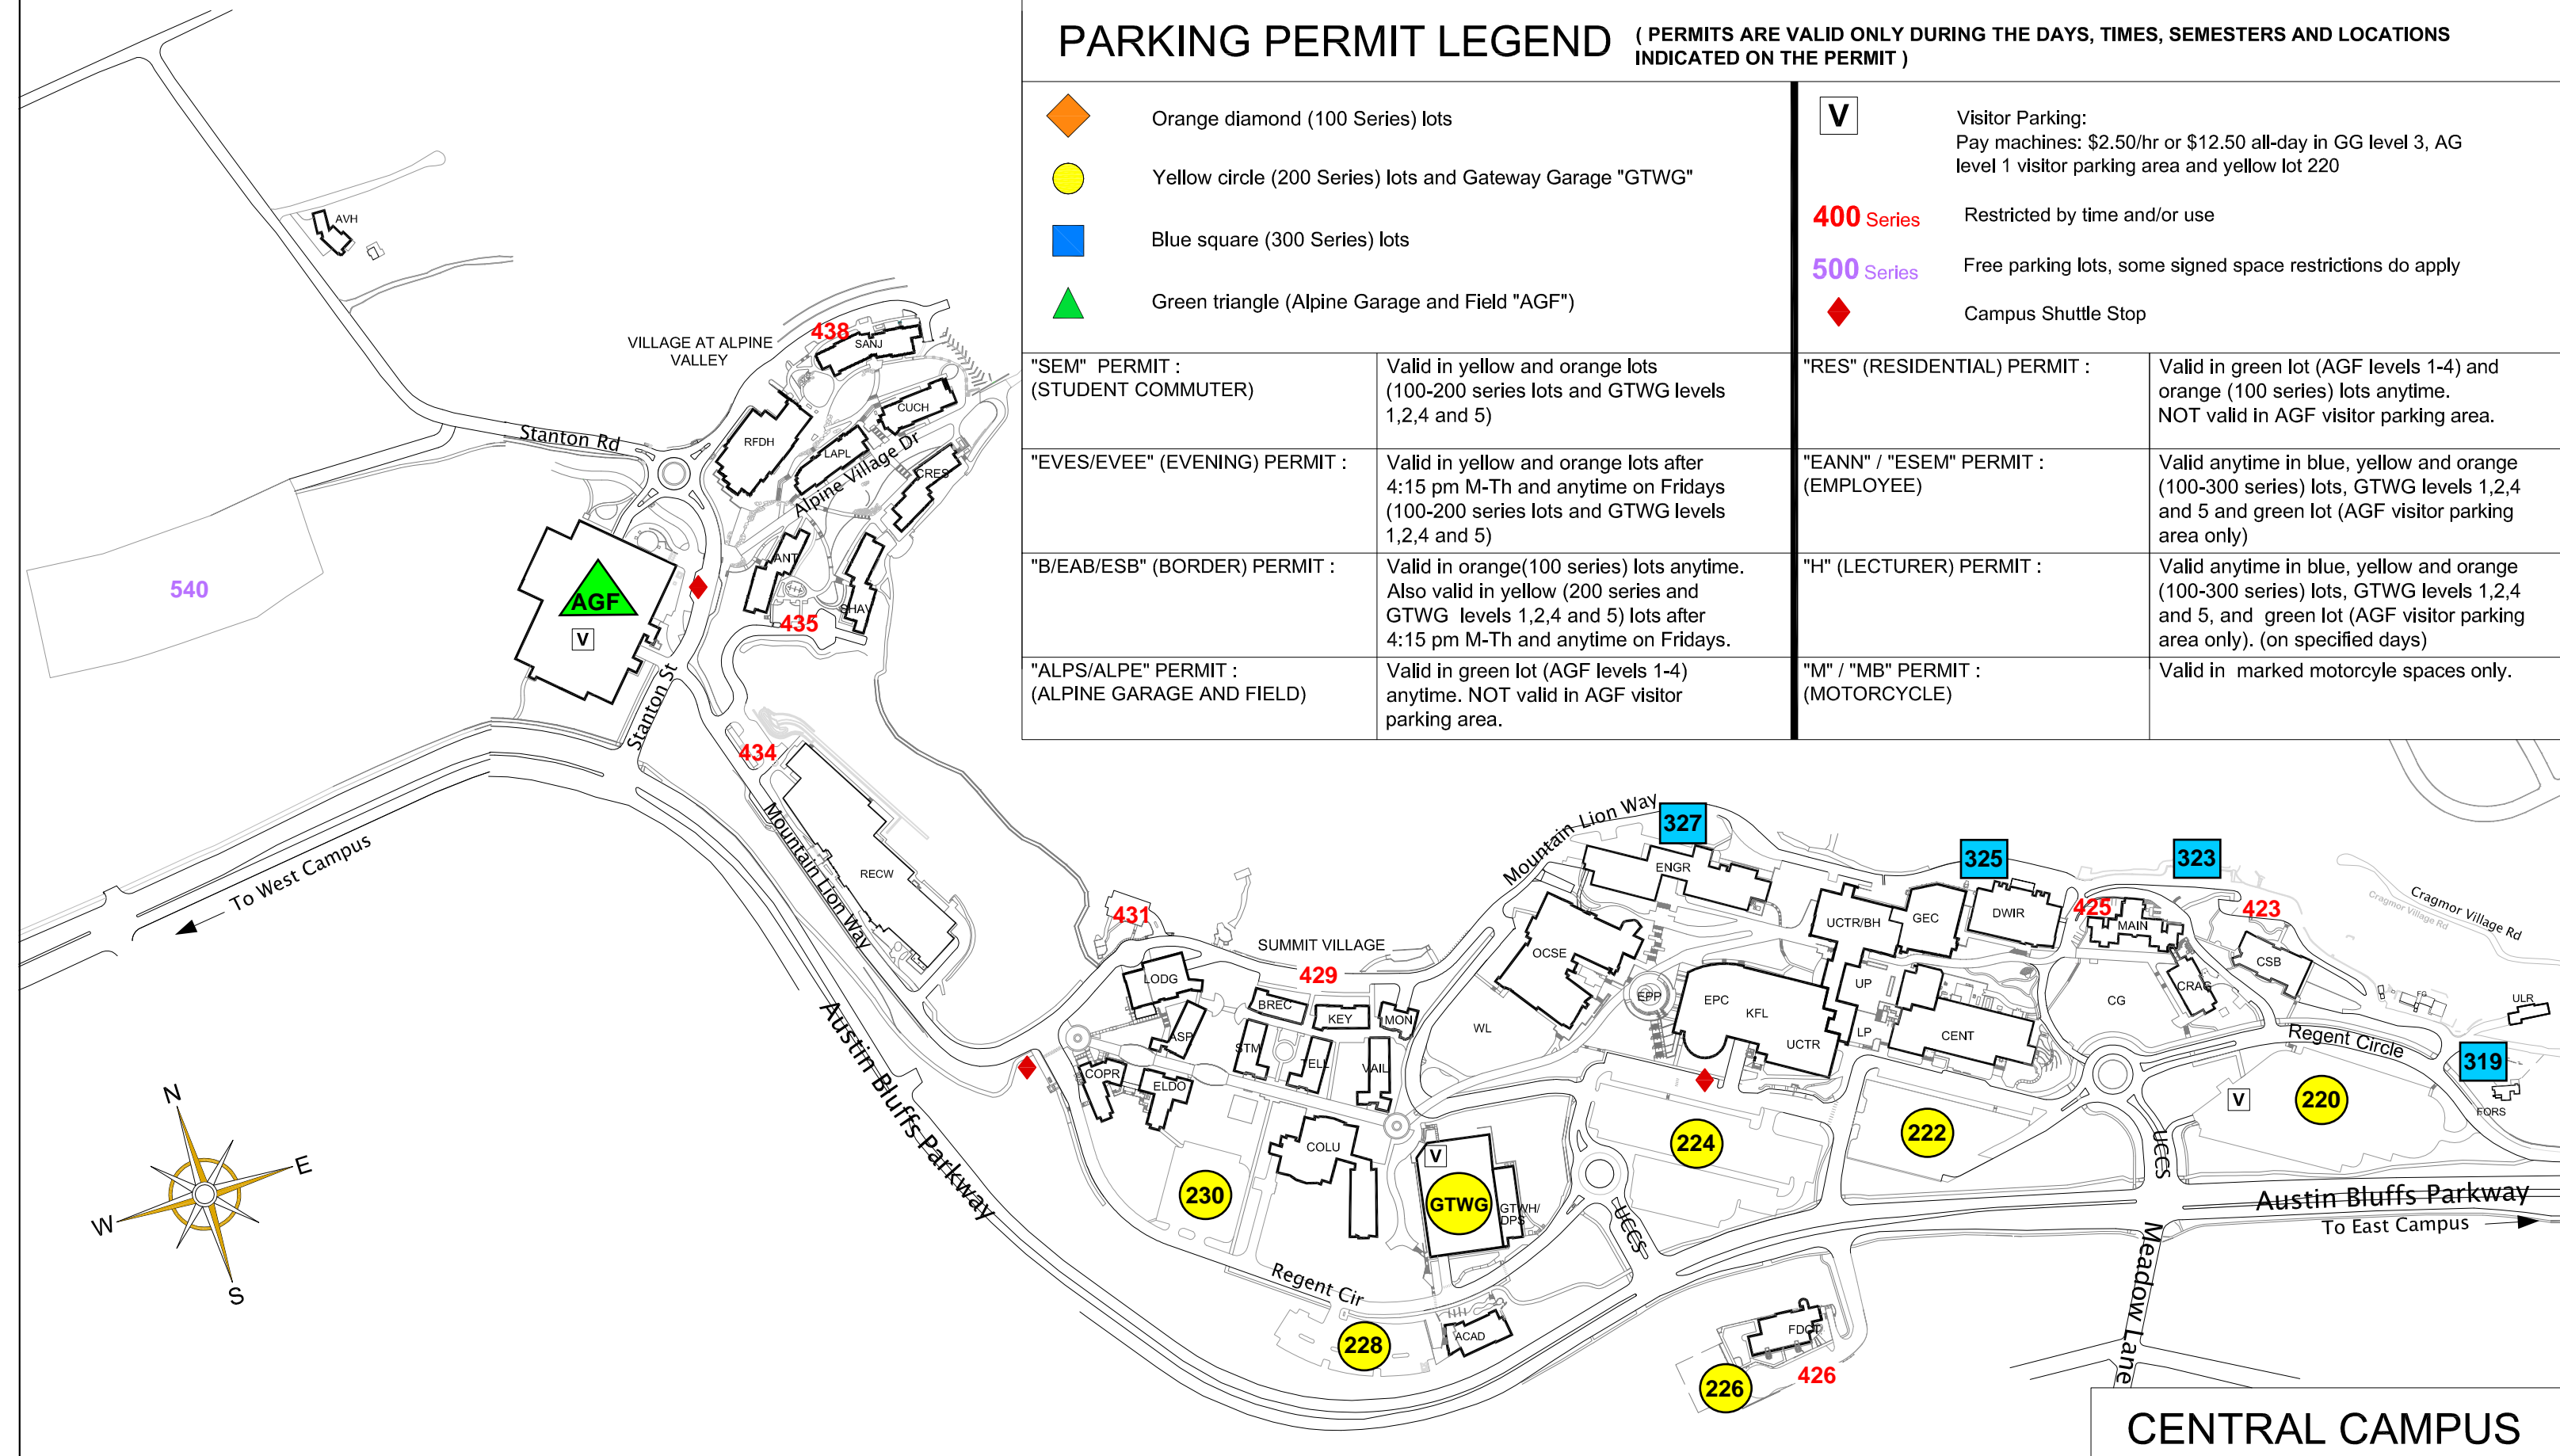 PARKING PERMIT LEGEND
( PERMITS ARE VALID ONLY DURING THE DAYS, TIMES, SEMESTERS AND LOCATIONS
INDICATED ON THE PERMIT )
Orange diamond (100 Series) lots
Yellow circle (200 Series) lots and Gateway Garage "GTWG"
Blue square (300 Series) lots
Green triangle (Alpine Garage and Field "AGF")
V
Visitor Parking:
Pay machines: $2.50/hr or $12.50 all-day in GG level 3, AG
level 1 visitor parking area and yellow lot 220
400 Series
Restricted by time and/or use
500 Series
Free parking lots, some signed space restrictions do apply
Campus Shuttle Stop
"SEM" PERMIT :
(STUDENT COMMUTER)
Valid in yellow and orange lots
(100-200 series lots and GTWG levels
1,2,4 and 5)
"EVES/EVEE" (EVENING) PERMIT :
Valid in yellow and orange lots after
4:15 pm M-Th and anytime on Fridays
(100-200 series lots and GTWG levels
1,2,4 and 5)
"B/EAB/ESB" (BORDER) PERMIT :
Valid in orange(100 series) lots anytime.
Also valid in yellow (200 series and
GTWG levels 1,2,4 and 5) lots after
4:15 pm M-Th and anytime on Fridays.
"ALPS/ALPE" PERMIT :
(ALPINE GARAGE AND FIELD)
Valid in green lot (AGF levels 1-4)
anytime. NOT valid in AGF visitor
parking area.
"RES" (RESIDENTIAL) PERMIT :
Valid in green lot (AGF levels 1-4) and
orange (100 series) lots anytime.
NOT valid in AGF visitor parking area.
"EANN" / "ESEM" PERMIT :
(EMPLOYEE)
Valid anytime in blue, yellow and orange
(100-300 series) lots, GTWG levels 1,2,4
and 5 and green lot (AGF visitor parking
area only)
"H" (LECTURER) PERMIT :
Valid anytime in blue, yellow and orange
(100-300 series) lots, GTWG levels 1,2,4
and 5, and green lot (AGF visitor parking
area only). (on specified days)
"M" / "MB" PERMIT :
(MOTORCYCLE)
Valid in marked motorcyle spaces only.
AVH
VILLAGE AT ALPINE
VALLEY
438
SANJ
CUCH
RFDH
LAPL
Alpine Village Dr
CRES
Stanton Rd
ANT
SHAV
435
540
AGF
V
Stanton St
434
Mountain Lion Way
RECW
Mountain Lion Way
To West Campus
Austin Bluffs Parkway
431
SUMMIT VILLAGE
429
LODG
BREC
KEY
MON
ASP
STM
TELL
VAIL
COPR
ELDO
COLU
230
V
GTWG
GTWH/
DPS
Regent Cir
228
ACAD
Mountain Lion Way
327
ENGR
OCSE
WL
EPP
EPC
KFL
UCTR
UCTR/BH
GEC
325
DWIR
UP
LP
CENT
425
MAIN
323
423
CSB
CRAG
CG
Cragmor Village Rd
Cragmor Village Rd
FG
ULR
Regent Circle
319
FORS
V
220
222
224
UCCS
UCCS
Austin Bluffs Parkway
To East Campus
Meadow Lane
226
426
N
E
W
S
CENTRAL CAMPUS